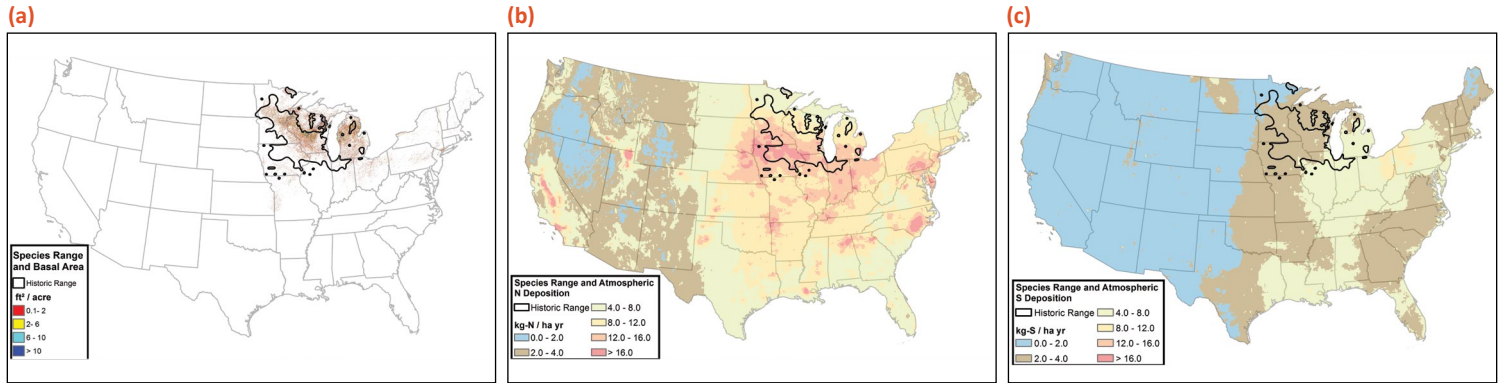 (a)
(b)
(c)
Species Range
and Basal Area
Historic Range
ft² / acre
0.1- 2
2- 6
6 - 10
> 10
Species Range and Atmospheric
N Deposition
Historic Range
kg-N / ha yr
0.0 - 2.0
2.0 - 4.0
4.0 - 8.0
8.0 - 12.0
12.0 - 16.0
> 16.0
Species Range and Atmospheric
S Deposition
Historic Range
kg-S / ha yr
0.0 - 2.0
2.0 - 4.0
4.0 - 8.0
8.0 - 12.0
12.0 - 16.0
> 16.0